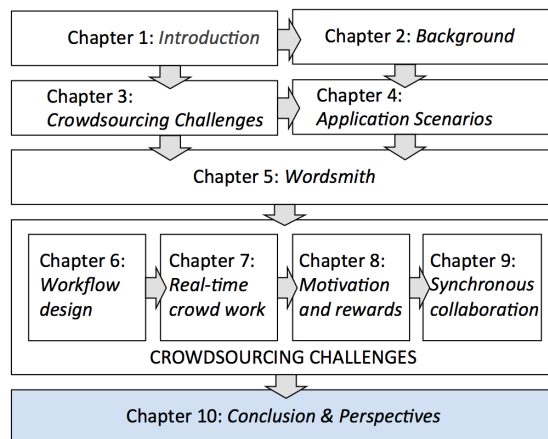 Chapter 1: Introduction
Chapter 2: Background
Chapter 3:
Crowdsourcing Challenges
Chapter 4:
Application Scenarios
Chapter 5: Wordsmith
Chapter 6:
Workflow
design
Chapter 7:
Real-time
crowd work
Chapter 8:
Motivation
and rewards
Chapter 9:
Synchronous
collaboration
CROWDSOURCING CHALLENGES
Chapter 10: Conclusion & Perspectives